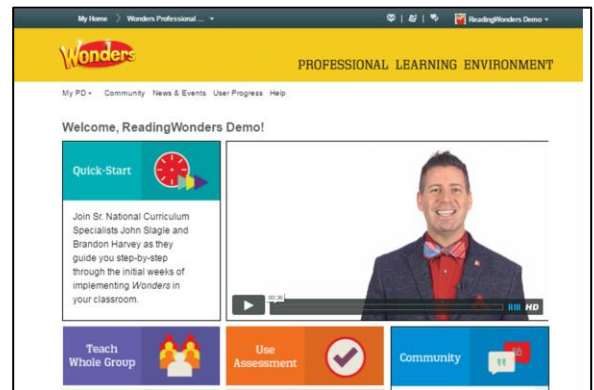 My Home > Wonders Professional ... ReadingWonders Demo
Wonders
PROFESSIONAL LEARNING ENVIRONMENT
My PD Community News & Events User Progress Help
Welcome, ReadingWonders Demo!
Quick-Start
Join Sr. National Curriculum
Specialists John Slagle and
Brandon Harvey as they
guide you step-by-step
through the initial weeks of
implementing Wonders in
your classroom.
00:36
HD
Teach
Whole Group
Use
Assessment
Community